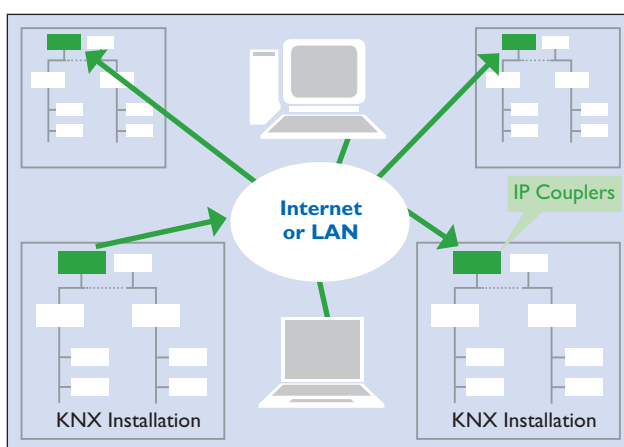 Internet
or LAN
IP Couplers
KNX Installation
KNX Installation